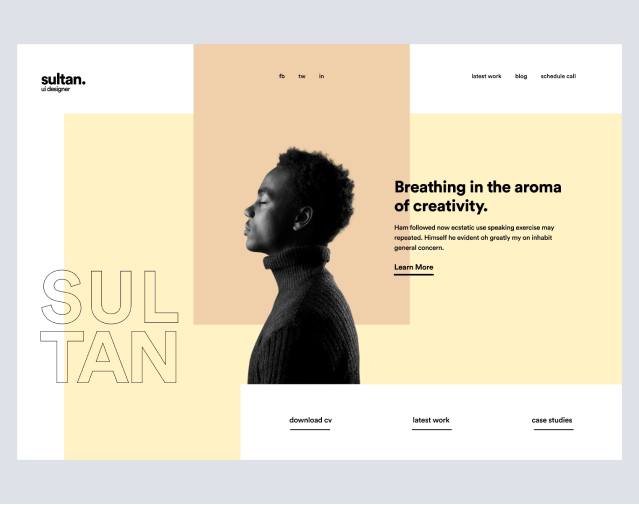 sultan.
ui designer
fb tw in
latest work blog schedule call
Breathing in the aroma
of creativity.
Ham followed now ecstatic use speaking exercise may
repeated. Himself he evident oh greatly my on inhabit
general concern.
Learn More
SUL
TAN
download cv latest work case studies